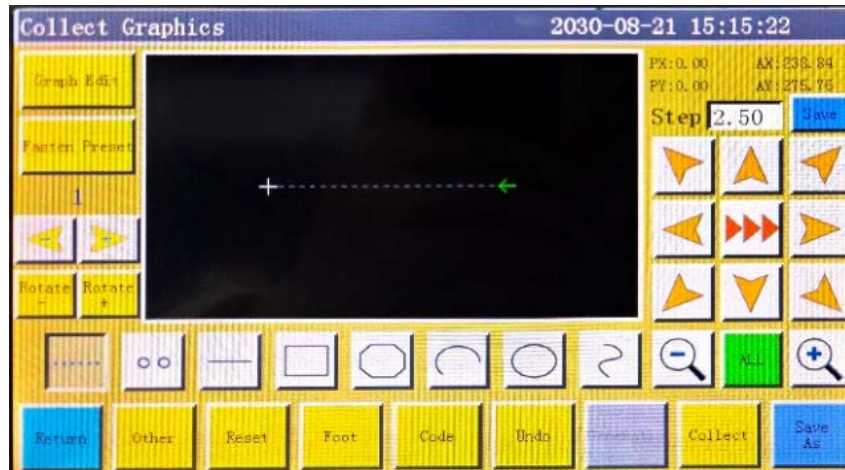 Collect Graphics 2030-08-21 15:15:22
Graph Edit
PX:0.00 AX:238.84
PY:0.00 AY:275.76
Step 2.50 Save
Fasten Preset
1
- +
Rotate - Rotate +
ALL
Return Other Reset Foot Code Undo Generate Collect Save As